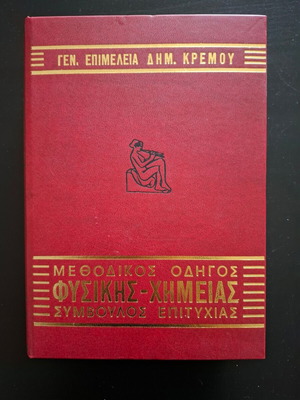 ΓΕΝ. ΕΠΙΜΕΛΕΙΑ ΔΗΜ. ΚΡΕΜΟΥ
ΜΕΘΟΔΙΚΟΣ ΟΔΗΓΟΣ
ΦΥΣΙΚΗΣ-ΧΗΜΕΙΑΣ
ΣΥΜΒΟΥΛΟΣ ΕΠΙΤΥΧΙΑΣ